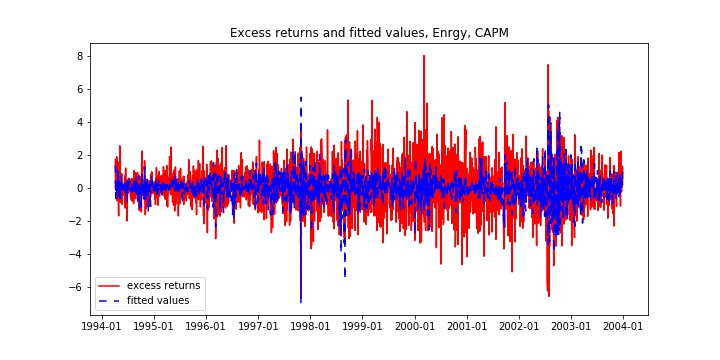 Excess returns and fitted values, Enrgy, CAPM
8
6
4
2
0
−2
−4
−6
excess returns
fitted values
1994-01 1995-01 1996-01 1997-01 1998-01 1999-01 2000-01 2001-01 2002-01 2003-01 2004-01